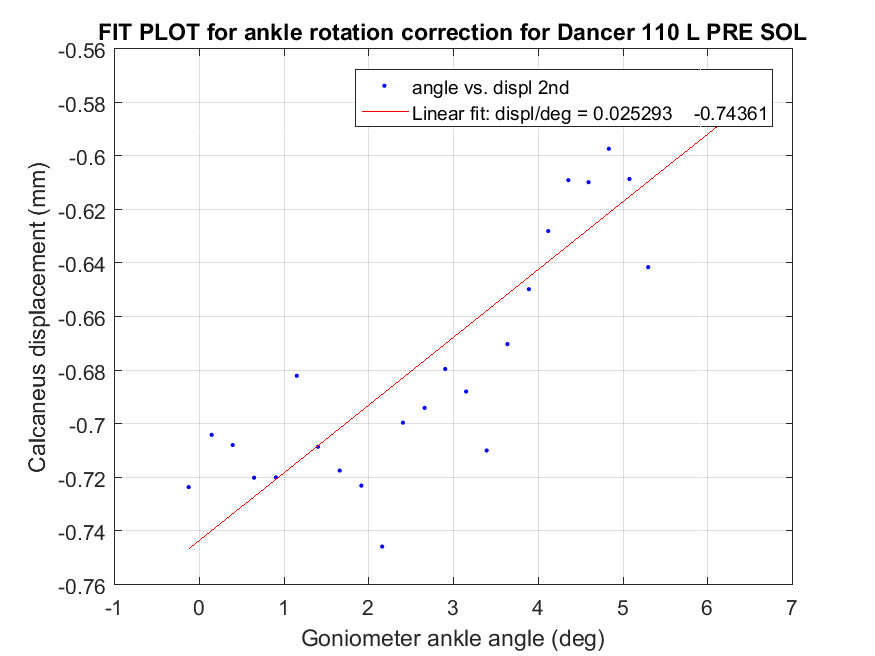 FIT PLOT for ankle rotation correction for Dancer 110 L PRE SOL
-0.56
angle vs. displ 2nd
-0.58
Linear fit: displ/deg = 0.025293 -0.74361
-0.6
-0.62
-0.64
-0.66
-0.68
-0.7
-0.72
-0.74
-0.76
Calcaneus displacement (mm)
-1 0 1 2 3 4 5 6 7
Goniometer ankle angle (deg)